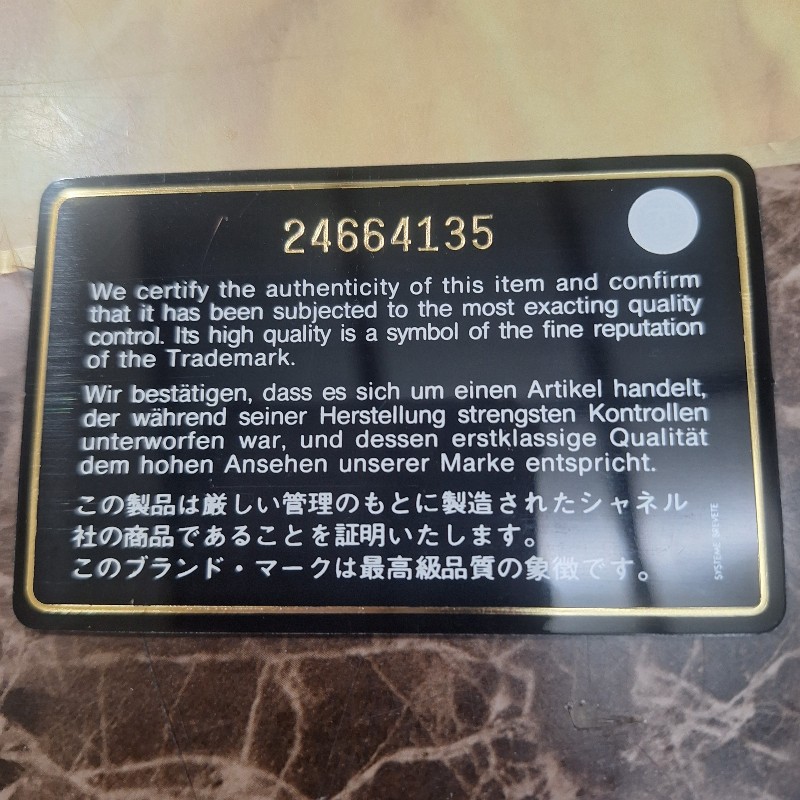 24664135
We certify the authenticity of this item and confirm
that it has been subjected to the most exacting quality
control. Its high quality is a symbol of the fine reputation
of the Trademark.
Wir bestätigen, dass es sich um einen Artikel handelt,
der während seiner Herstellung strengsten Kontrollen
unterworfen war, und dessen erstklassige Qualität
dem hohen Ansehen unserer Marke entspricht.
この製品は厳しい管理のもとに製造されたシャネル
社の商品であることを証明いたします。
このブランド・マークは最高級品質の象徴です。
SYSTEME BREVETE